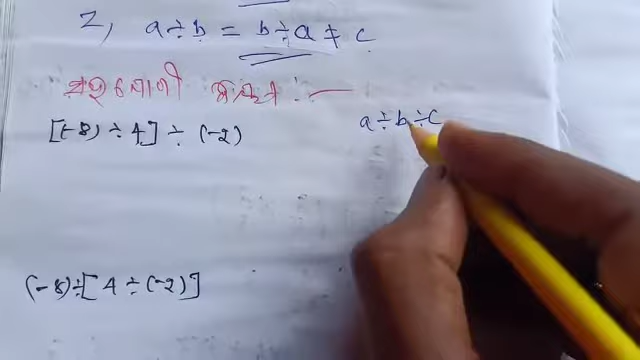 2, a ÷ b = b ÷ a ≠ c
[(-8) ÷ 4] ÷ (-2)
a ÷ b ÷ c
(-8) ÷ [4 ÷ (-2)]